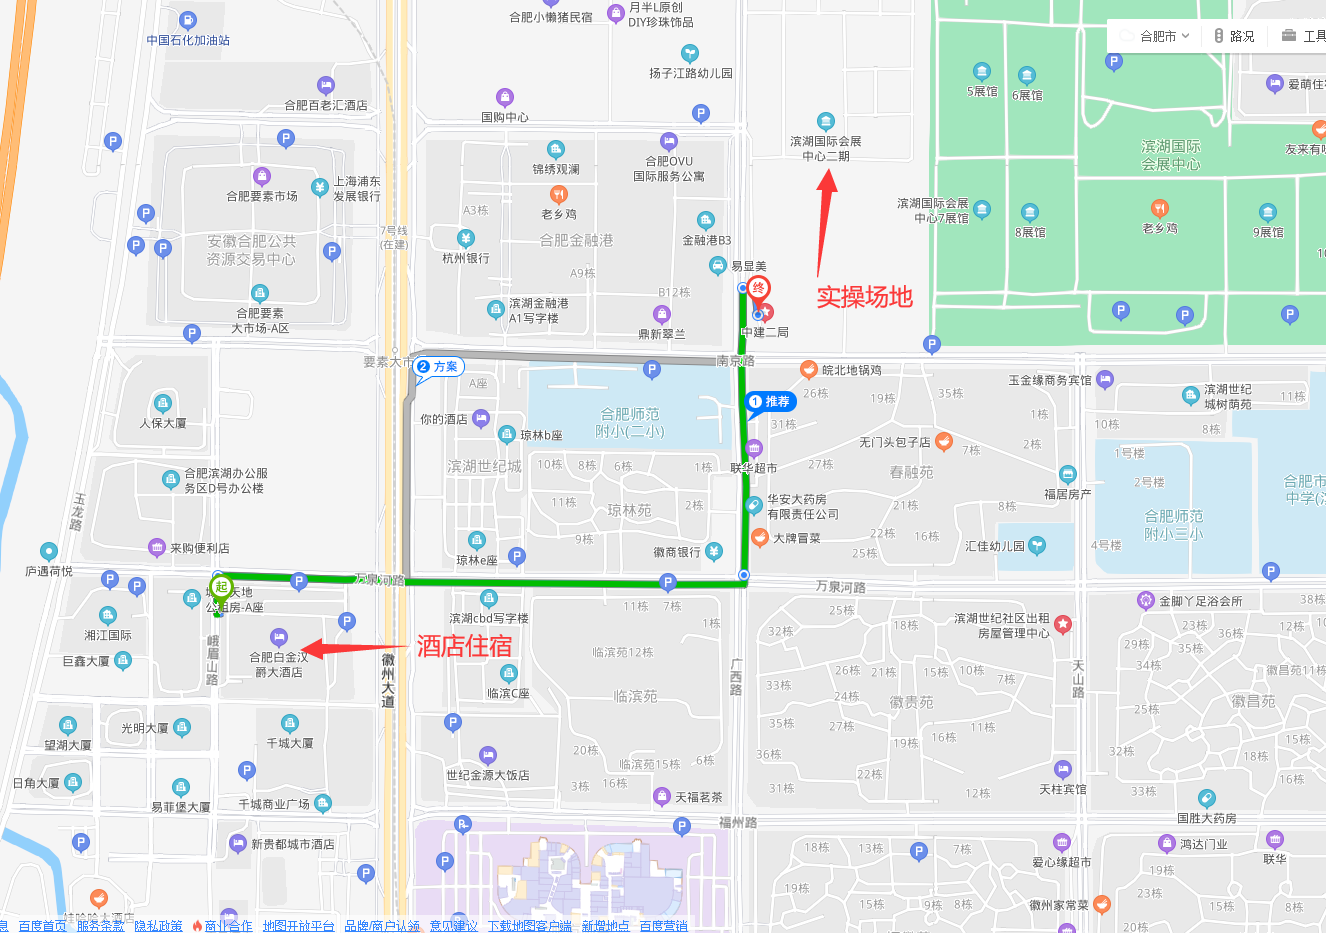 合肥小懒猪民宿
月半L原创
DIY珍珠饰品
中国石化加油站
扬子江路幼儿园
合肥市
路况
工具
5展馆
6展馆
爱萌住宿
合肥百老汇酒店
国购中心
滨湖国际会展
中心二期
滨湖国际
会展中心
锦绣观澜
合肥OVU
国际服务公寓
合肥要素市场
上海浦东
发展银行
A3栋
老乡鸡
滨湖国际会展
中心7展馆
8展馆
老乡鸡
9展馆
7号线
(在建)
安徽合肥公共
资源交易中心
合肥金融港
金融港B3
杭州银行
A9栋
易显美
B12栋
终
实操场地
合肥要素
大市场-A区
滨湖金融港
A1写字楼
鼎新翠兰
中建二局
要素大市
2 方案
南京路
A座
皖北地锅鸡
玉金缘商务宾馆
滨湖世纪
城树荫苑
1 推荐
26栋
19栋
11栋
人保大厦
你的酒店
琼林b座
合肥师范
附小(二小)
31栋
1栋
10栋
8栋
无门头包子店
7栋
2栋
1号楼
滨湖世纪城
10栋
8栋
6栋
1栋
联华超市
27栋
春融苑
合肥滨湖办公服
务区D号办公楼
福居房产
2号楼
玉龙路
11栋
琼林苑
2栋
华安大药房
有限责任公司
22栋
8栋
合肥师范
附小三小
9栋
大牌冒菜
21栋
14栋
25栋
来购便利店
琼林e座
徽商银行
汇佳幼儿园
4号楼
庐遇荷悦
万泉河路
万泉河路
起
公租房-A座
滨湖cbd写字楼
11栋
7栋
1栋
湘江国际
32栋
29栋
18栋
滨湖世纪社区出租
房屋管理中心
金脚丫足浴会所
38栋
峨眉山路
合肥白金汉
爵大酒店
酒店住宿
临滨苑12栋
巨鑫大厦
徽州大道
临滨C座
临滨苑
广西路
33栋
26栋
21栋
15栋
24栋
徽贵苑
35栋
27栋
16栋
11栋
19栋
天山路
34栋
徽昌苑11栋
徽昌苑
25栋
15栋
望湖大厦
光明大厦
千城大厦
20栋
临滨苑15栋
6栋
36栋
16栋
10栋
32栋
18栋
日角大厦
世纪金源大饭店
3栋
16栋
22栋
31栋
天柱宾馆
31栋
27栋
12栋
易菲堡大厦
千城商业广场
天福茗茶
福州路
国胜大药房
新贵都城市酒店
18栋
13栋
7栋
爱心缘超市
鸿达门业
联华
19栋
14栋
8栋
15栋
9栋
23栋
徽州家常菜
13栋
百度首页
服务条款
隐私政策
商业合作
地图开放平台
品牌/商户认领
意见建议
下载地图客户端
新增地点
百度营销